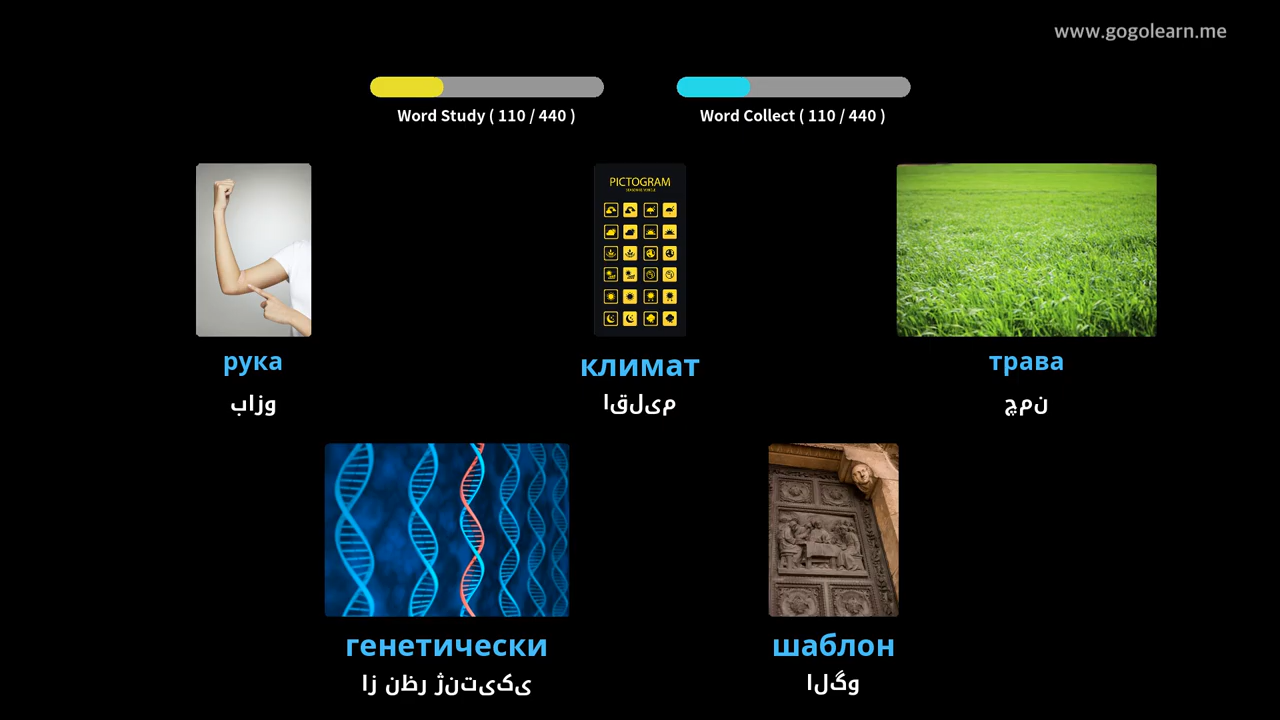 www.gogolearn.me
Word Study ( 110 / 440 )
Word Collect ( 110 / 440 )
PICTOGRAM
рука
климат
трава
بازو
اقلیم
چمن
генетически
шаблон
از نظر ژنتیکی
الگو